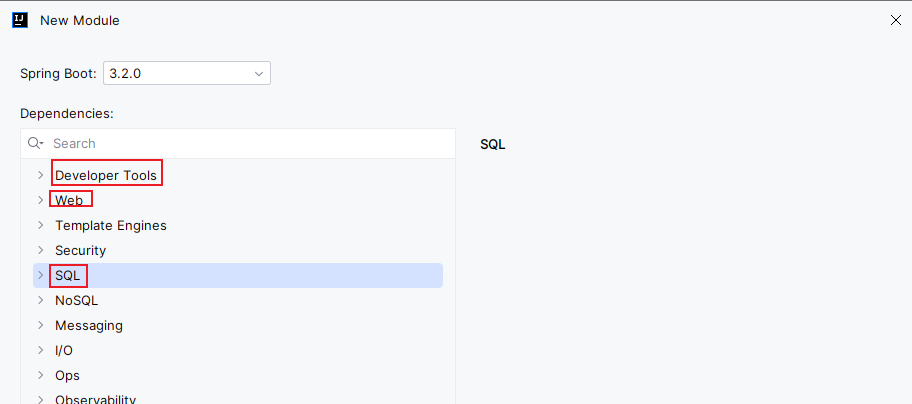 New Module
Spring Boot: 3.2.0
Dependencies:
Search
SQL
Developer Tools
Web
Template Engines
Security
SQL
NoSQL
Messaging
I/O
Ops
Observability